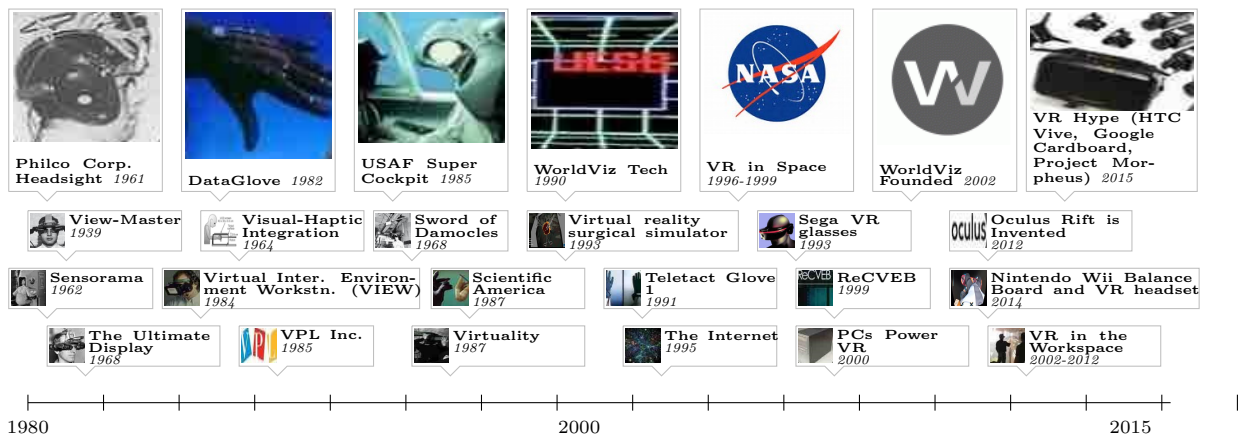 UESG
NASA
W
Philco Corp.
Headsight 1961
DataGlove 1982
USAF Super
Cockpit 1985
WorldViz Tech
1990
VR in Space
1996-1999
WorldViz
Founded 2002
VR Hype (HTC
Vive, Google
Cardboard,
Project Mor-
pheus) 2015
View-Master
1939
Visual-Haptic
Integration
1964
Sword of
Damocles
1968
Virtual reality
surgical simulator
1993
Sega VR
glasses
1993
oculus
Oculus Rift is
Invented
2012
Sensorama
1962
Virtual Inter. Environ-
ment Workstn. (VIEW)
1984
Scientific
America
1987
Teletact Glove
1
1991
ReCVEB
ReCVEB
1999
Nintendo Wii Balance
Board and VR headset
2014
The Ultimate
Display
1968
VPL
VPL Inc.
1985
Virtuality
1987
The Internet
1995
PCs Power
VR
2000
VR in the
Workspace
2002-2012
1980
2000
2015